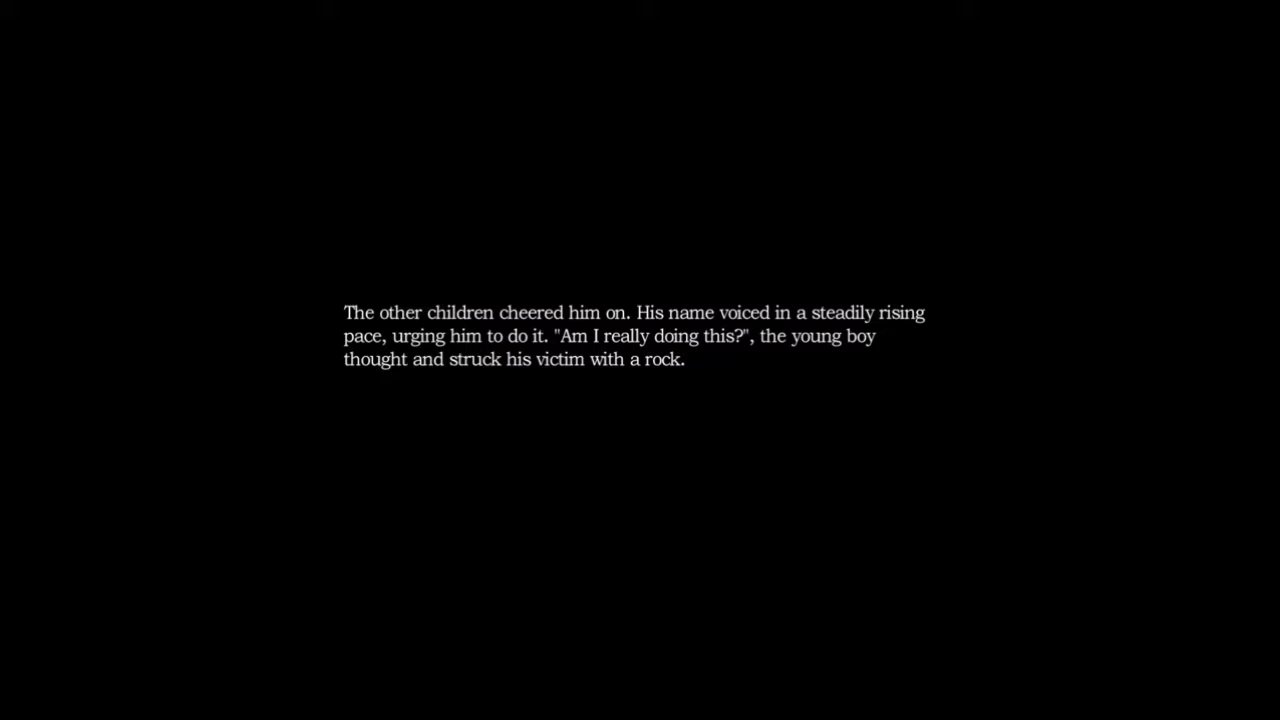 The other children cheered him on. His name voiced in a steadily rising
pace, urging him to do it. "Am I really doing this?", the young boy
thought and struck his victim with a rock.